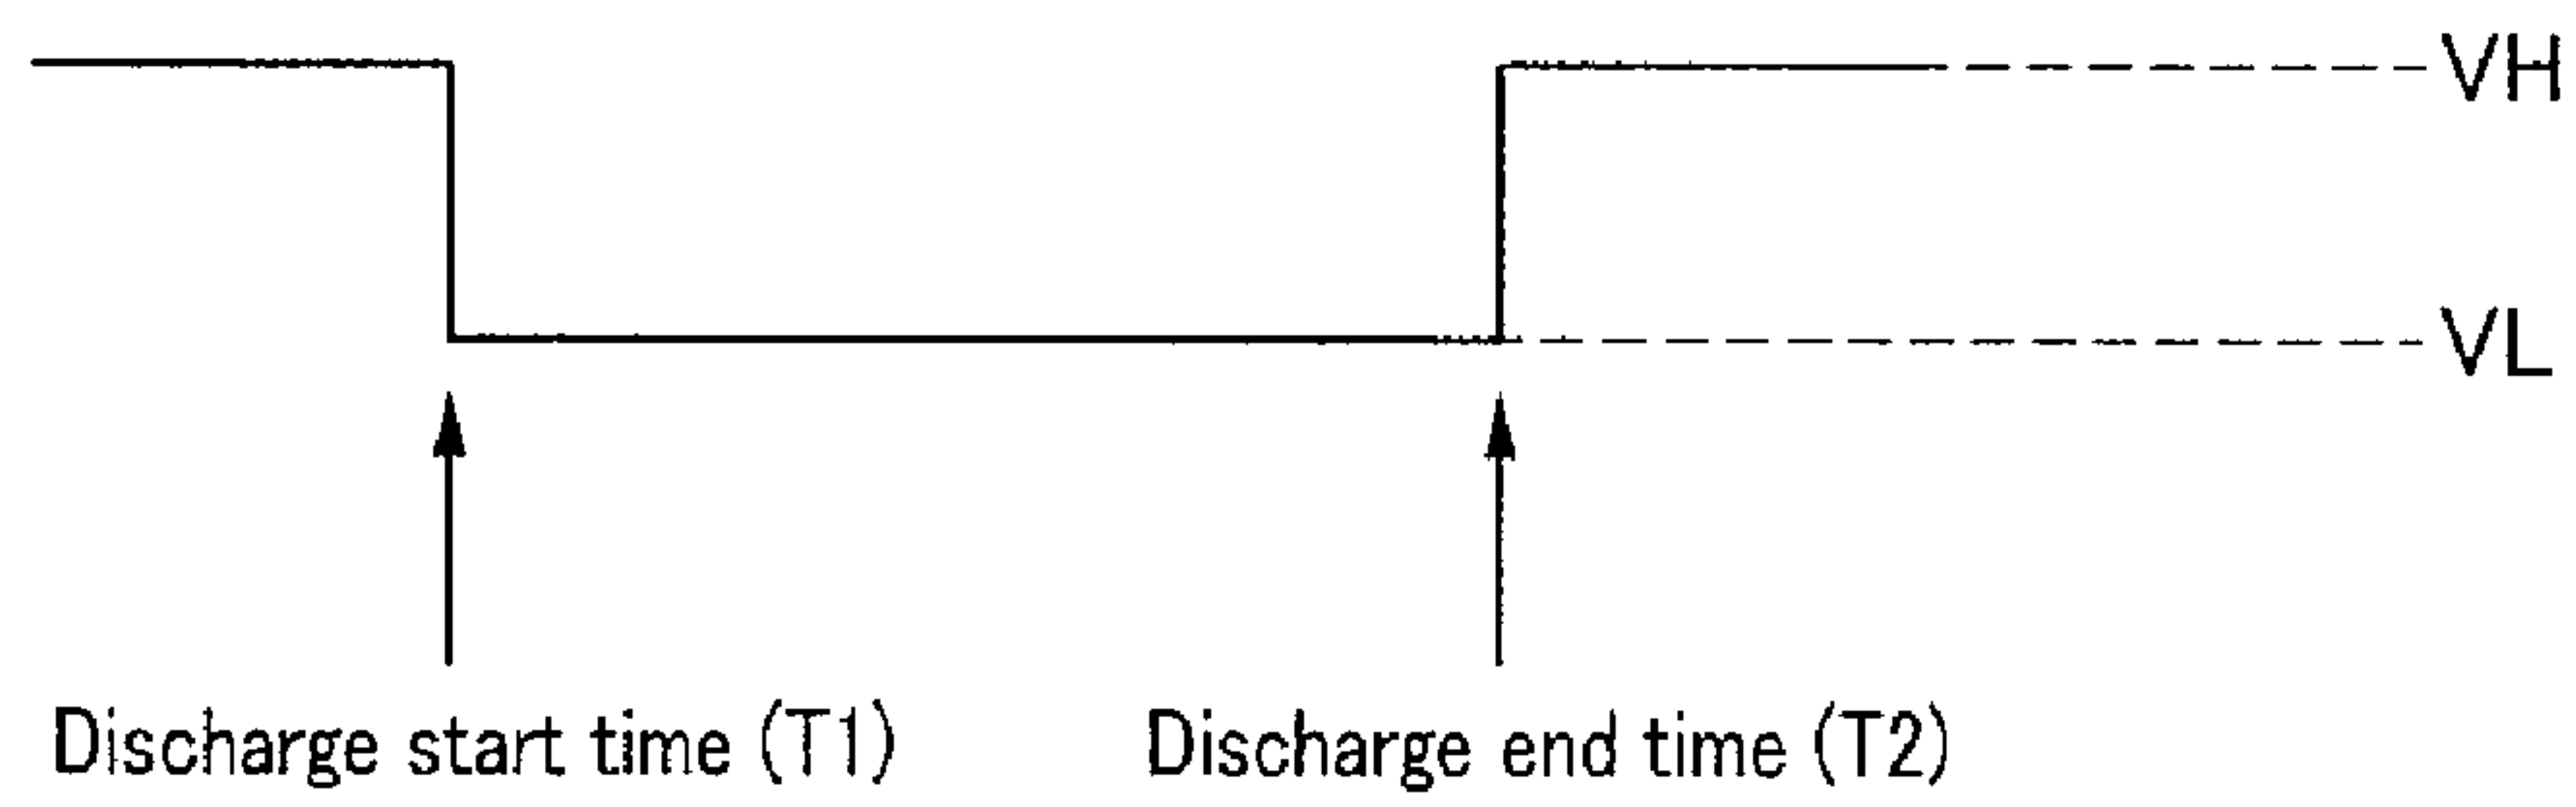 VH
VL
Discharge start time (T1)
Discharge end time (T2)